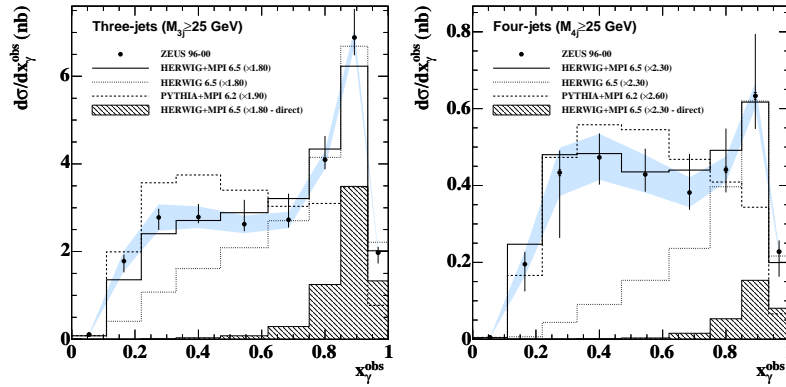 Three-jets (M3j≥25 GeV)
ZEUS 96-00
HERWIG+MPI 6.5 (×1.80)
HERWIG 6.5 (×1.80)
PYTHIA+MPI 6.2 (×1.90)
HERWIG+MPI 6.5 (×1.80 - direct)
dσ/dxγobs (nb)
6
4
2
0
0 0.2 0.4 0.6 0.8 1
xγobs
Four-jets (M4j≥25 GeV)
ZEUS 96-00
HERWIG+MPI 6.5 (×2.30)
HERWIG 6.5 (×2.30)
PYTHIA+MPI 6.2 (×2.60)
HERWIG+MPI 6.5 (×2.30 - direct)
dσ/dxγobs (nb)
0.8
0.6
0.4
0.2
0
0 0.2 0.4 0.6 0.8
xγobs